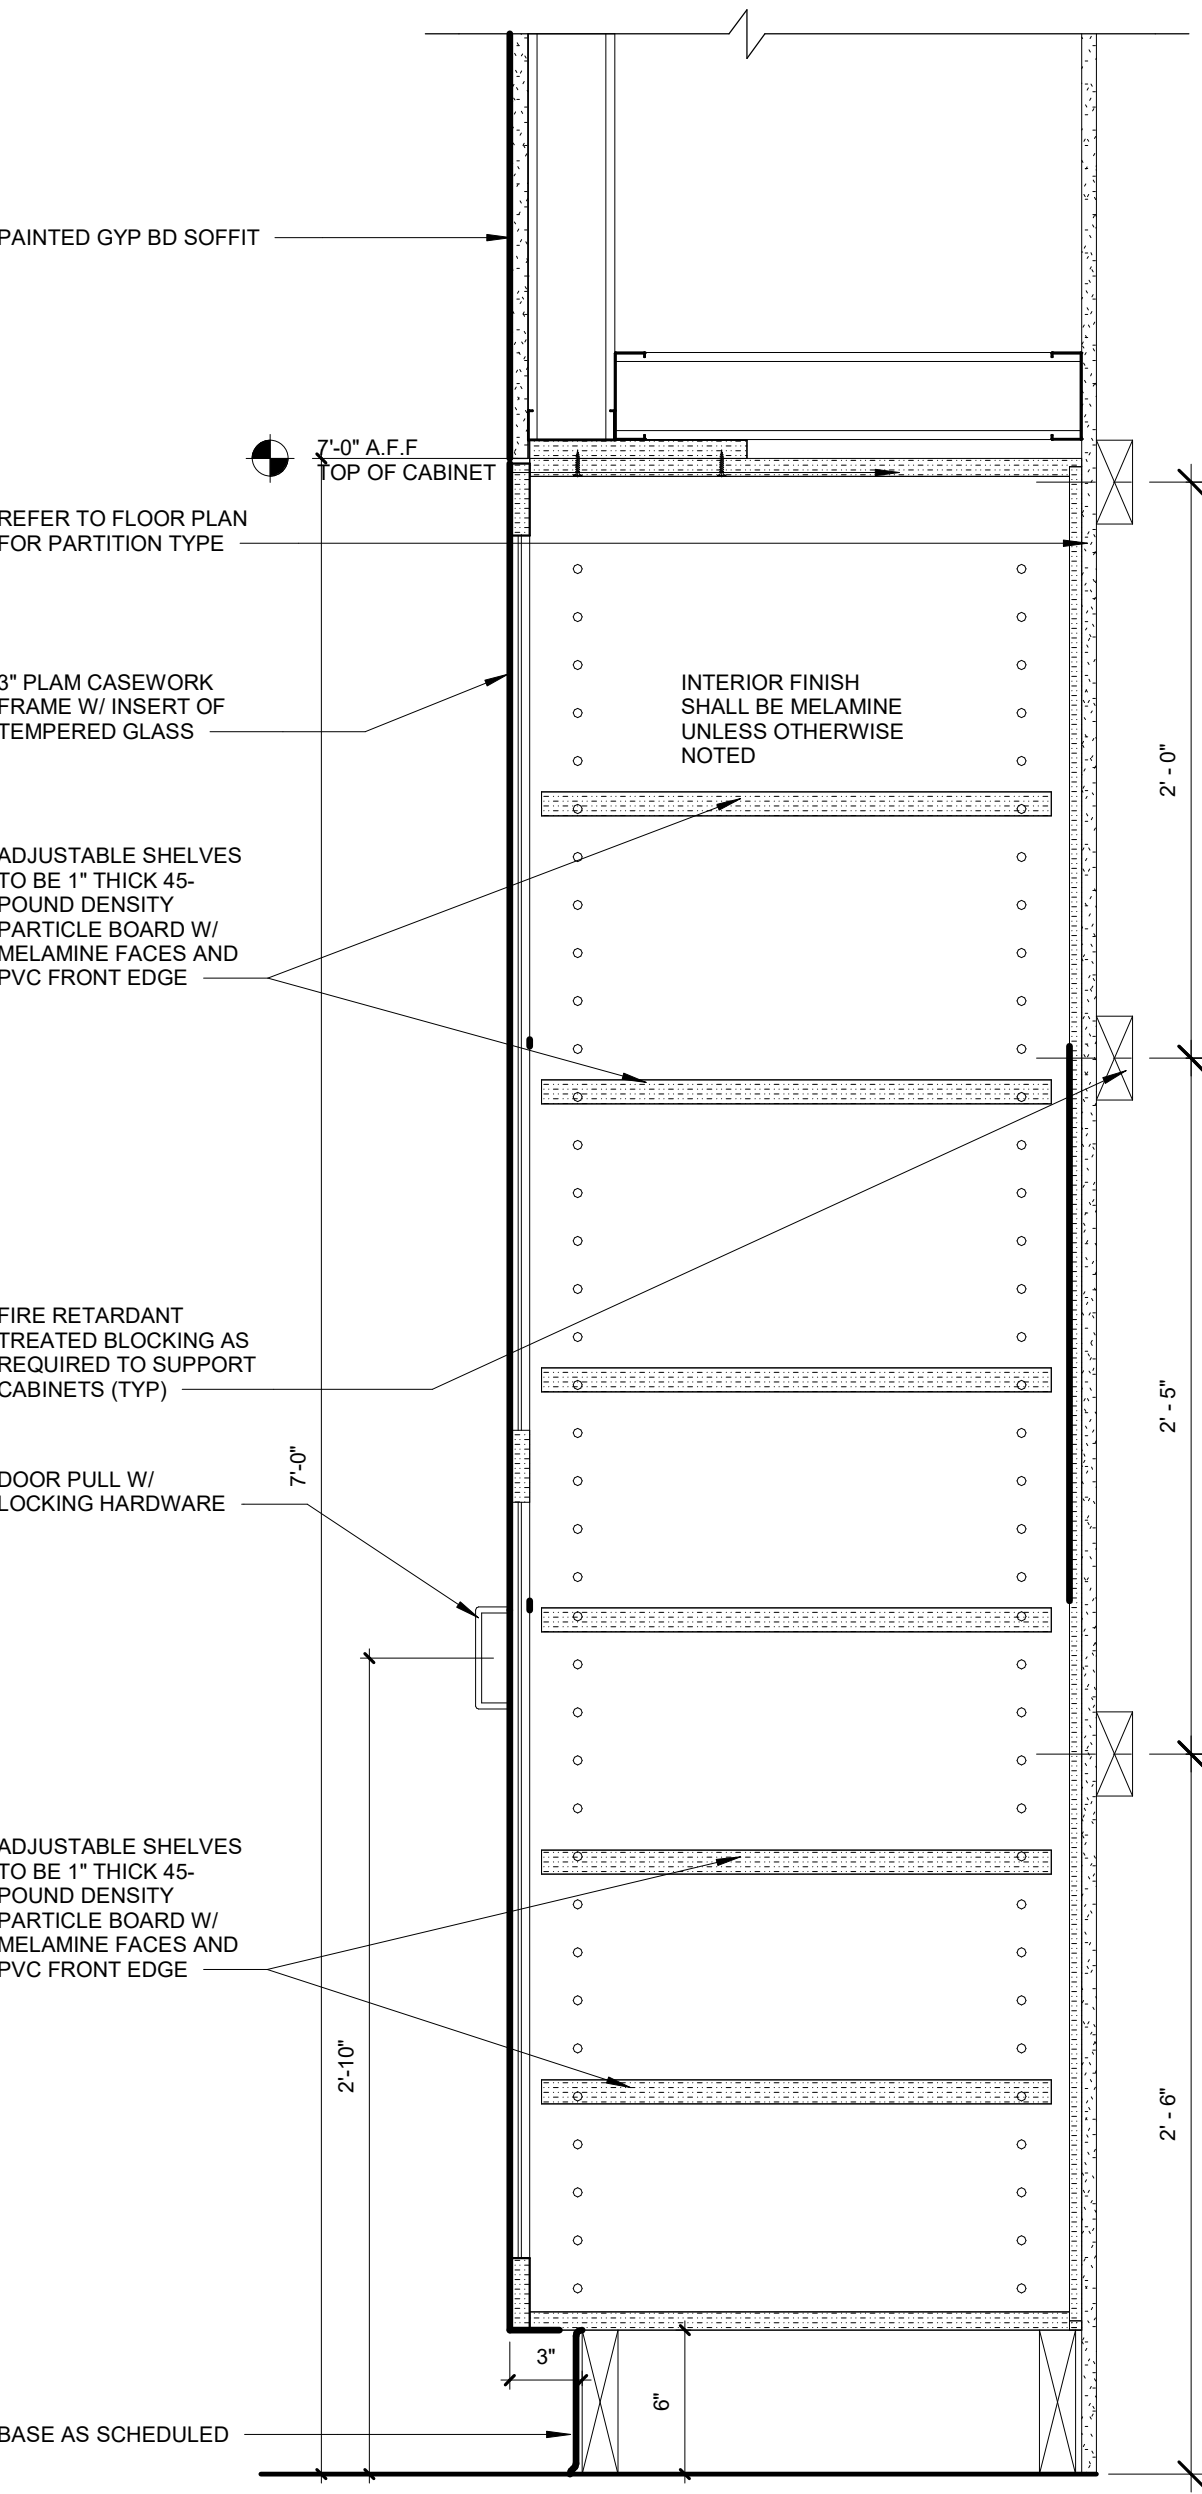 PAINTED GYP BD SOFFIT
7'-0" A.F.F
TOP OF CABINET
REFER TO FLOOR PLAN
FOR PARTITION TYPE
3" PLAM CASEWORK
FRAME W/ INSERT OF
TEMPERED GLASS
INTERIOR FINISH
SHALL BE MELAMINE
UNLESS OTHERWISE
NOTED
2' - 0"
ADJUSTABLE SHELVES
TO BE 1" THICK 45-
POUND DENSITY
PARTICLE BOARD W/
MELAMINE FACES AND
PVC FRONT EDGE
FIRE RETARDANT
TREATED BLOCKING AS
REQUIRED TO SUPPORT
CABINETS (TYP)
2' - 5"
7'-0"
DOOR PULL W/
LOCKING HARDWARE
ADJUSTABLE SHELVES
TO BE 1" THICK 45-
POUND DENSITY
PARTICLE BOARD W/
MELAMINE FACES AND
PVC FRONT EDGE
2'-10"
2' - 6"
3"
6"
BASE AS SCHEDULED